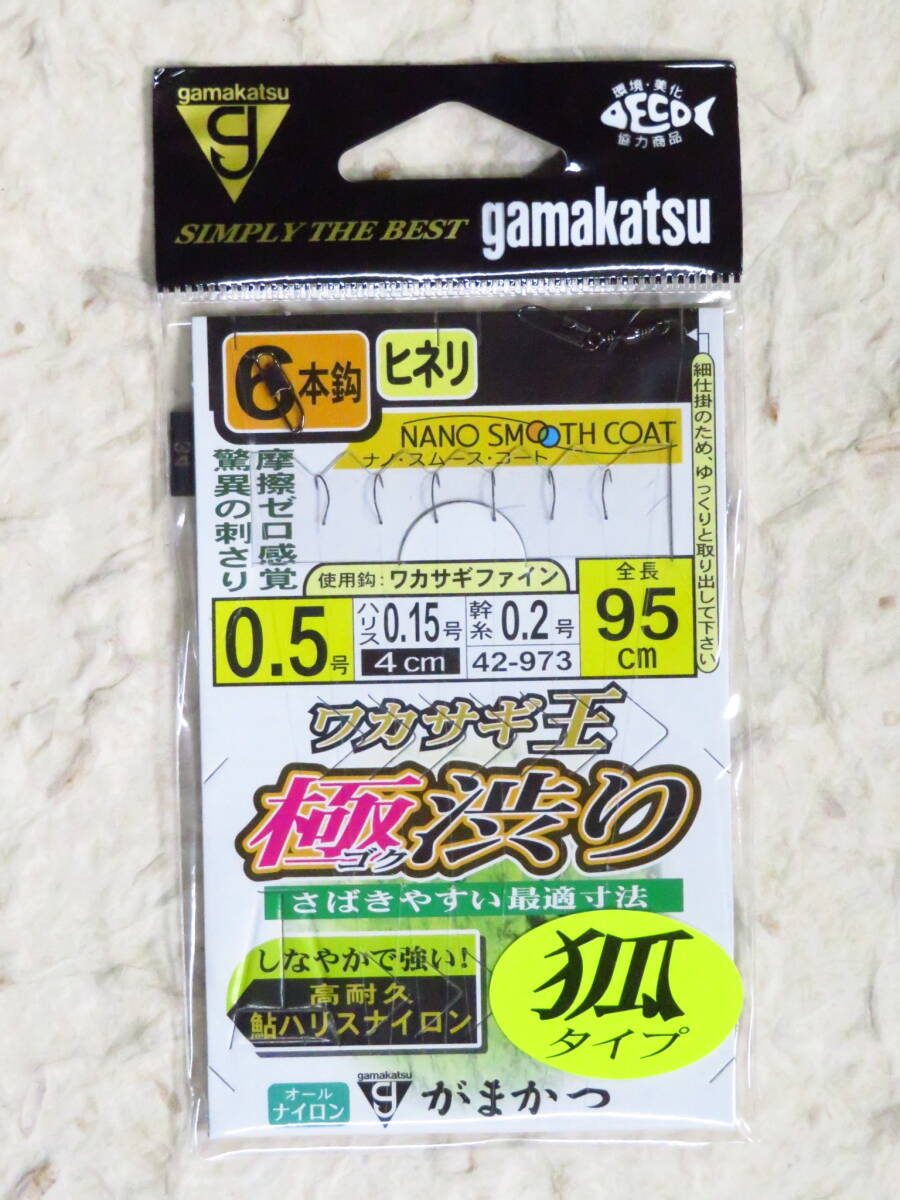 gamakatsu
SIMPLY THE BEST
環境・美化
DECO
協力商品
gamakatsu
6本鈎
ヒネリ
細仕掛のため、ゆっくりと取り出して下さい
NANO SMOOTH COAT
ナノ・スムース・コート
摩擦ゼロ感覚
驚異の刺さり
使用鈎:ワカサギファイン
0.5号
ハリス0.15号
4cm
幹糸0.2号
42-973
全長
95
cm
ワカサギ王
極渋り
ゴク
さばきやすい最適寸法
しなやかで強い!
高耐久
鮎ハリスナイロン
狐
タイプ
オール
ナイロン
gamakatsu
がまかつ